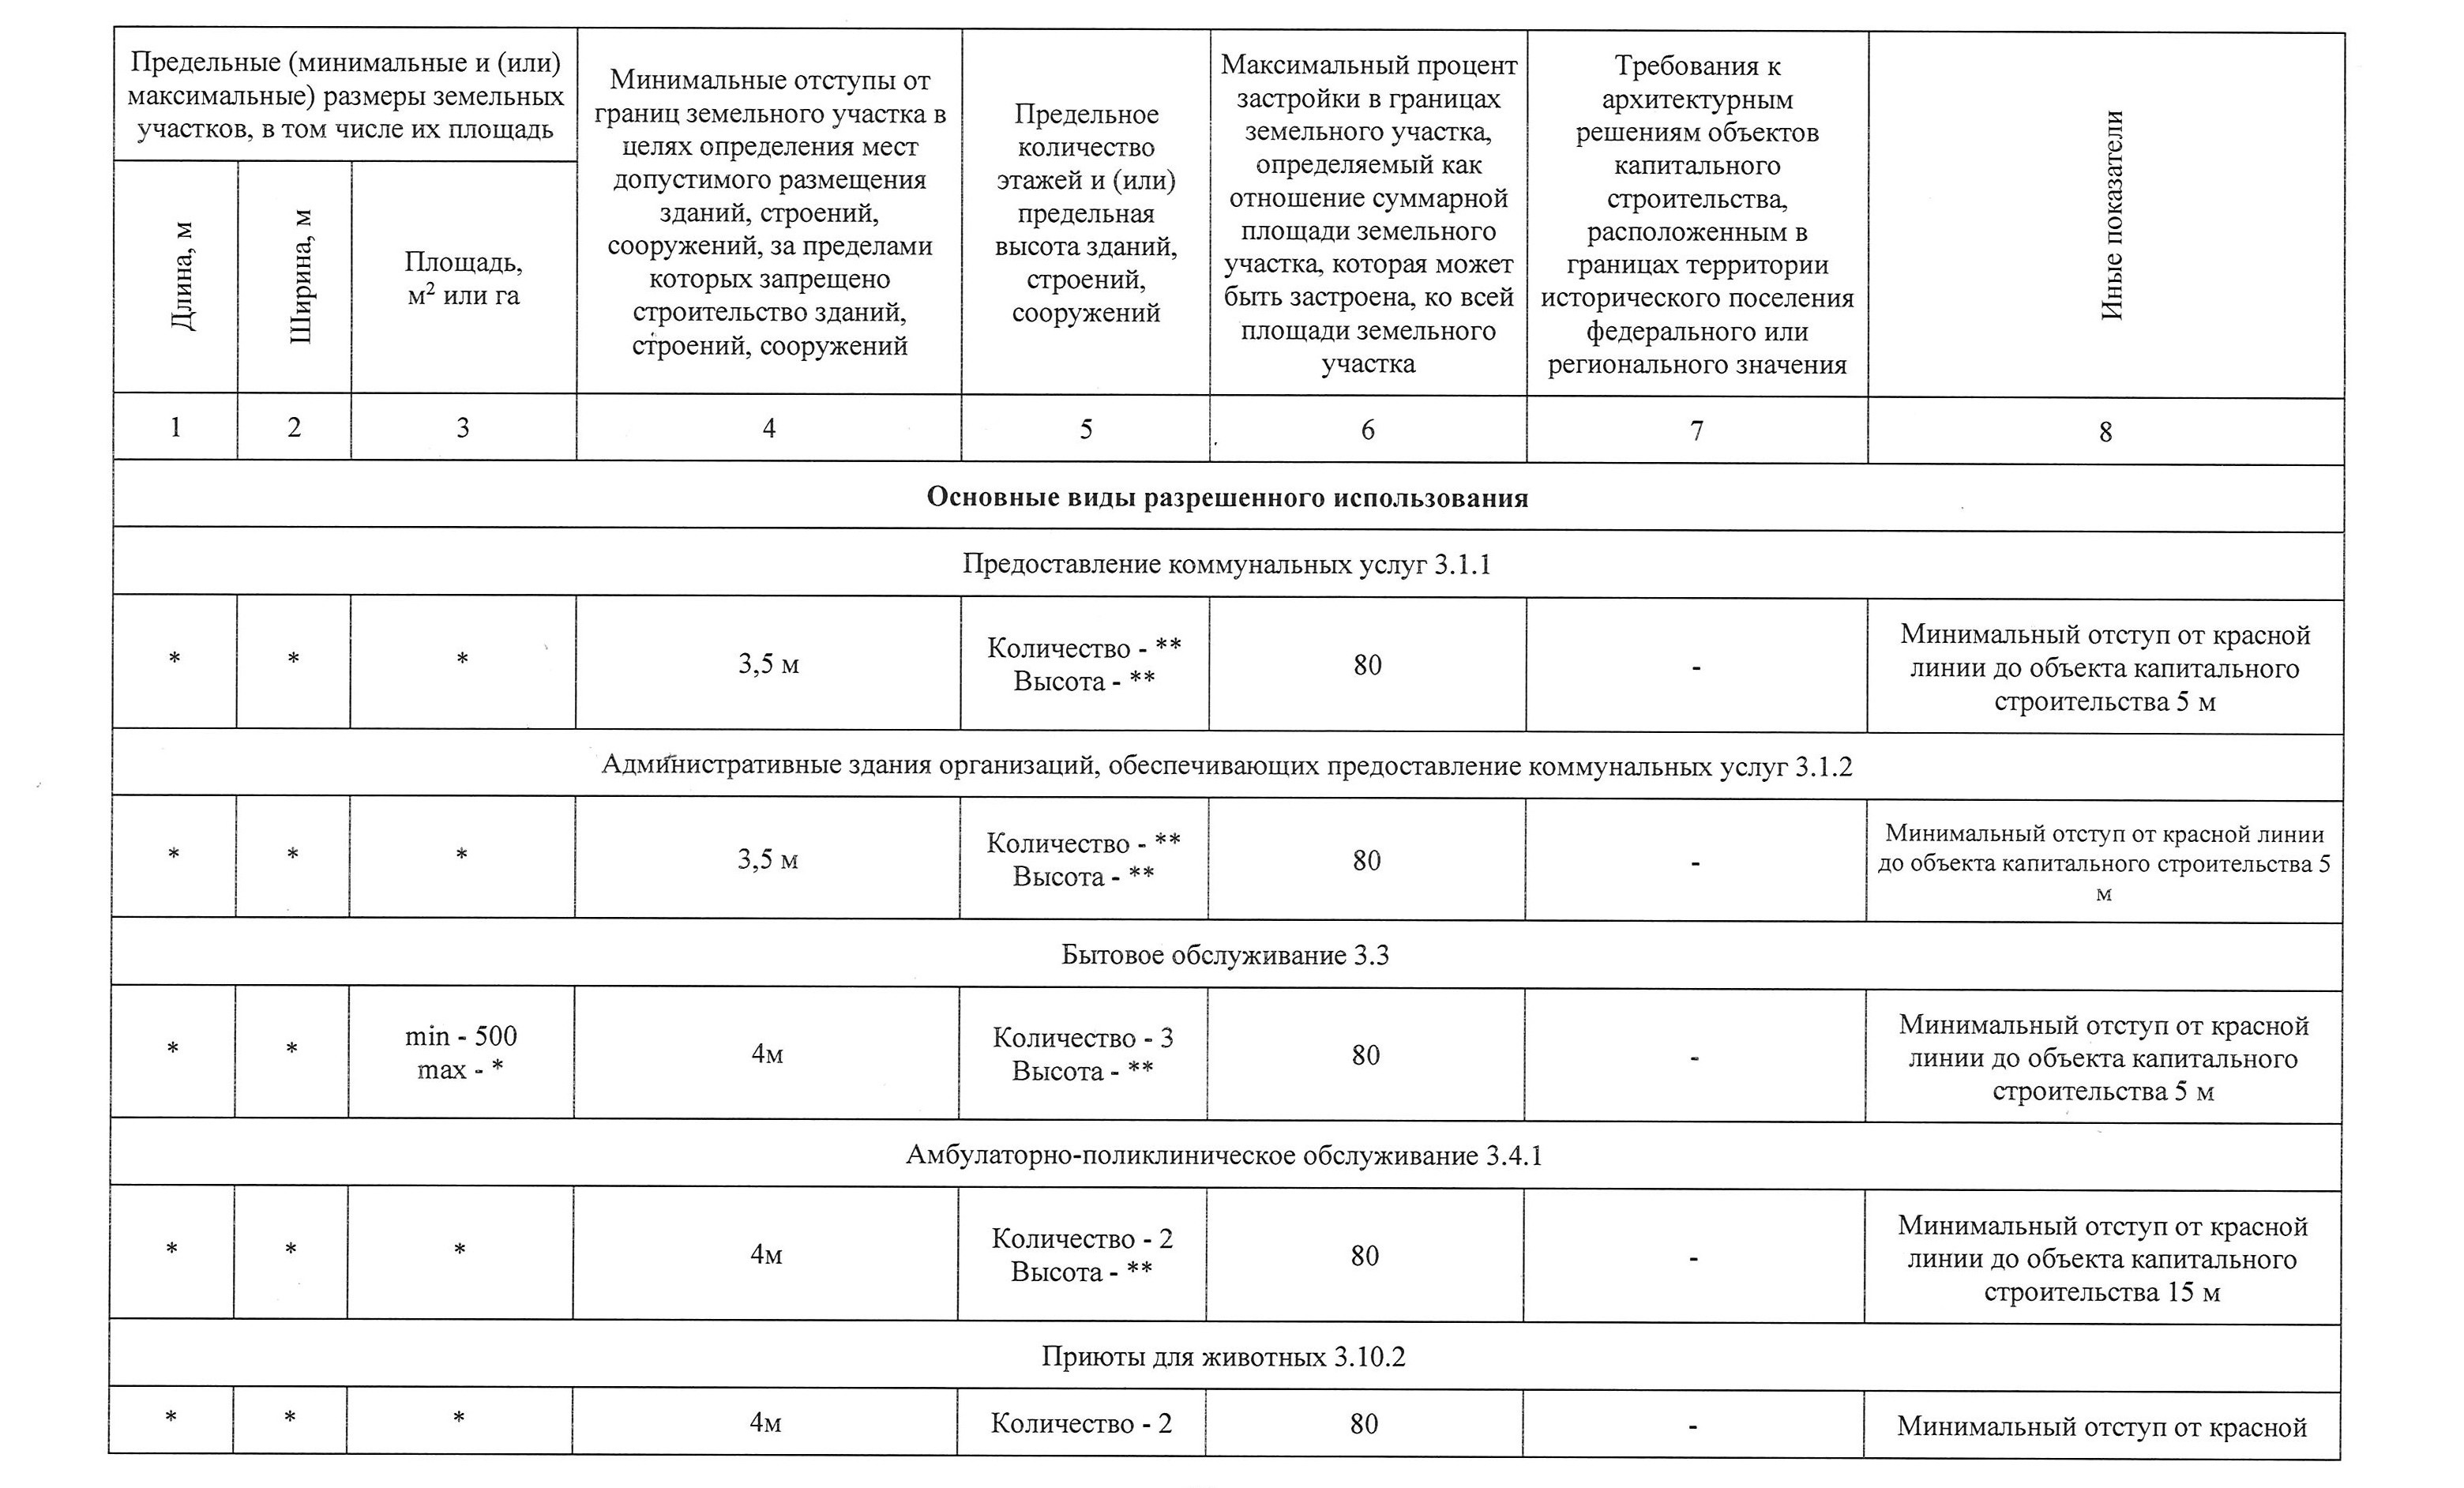 Предельные (минимальные и (или)
максимальные) размеры земельных
участков, в том числе их площадь
Длина, м
Ширина, м
Площадь,
м² или га
Минимальные отступы от
границ земельного участка в
целях определения мест
допустимого размещения
зданий, строений,
сооружений, за пределами
которых запрещено
строительство зданий,
строений, сооружений
Предельное
количество
этажей и (или)
предельная
высота зданий,
строений,
сооружений
Максимальный процент
застройки в границах
земельного участка,
определяемый как
отношение суммарной
площади земельного
участка, которая может
быть застроена, ко всей
площади земельного
участка
Требования к
архитектурным
решениям объектов
капитального
строительства,
расположенным в
границах территории
исторического поселения
федерального или
регионального значения
Иные показатели
1 2 3 4 5 6 7 8
Основные виды разрешенного использования
Предоставление коммунальных услуг 3.1.1
* * * 3,5 м
Количество - **
Высота - **
80 -
Минимальный отступ от красной
линии до объекта капитального
строительства 5 м
Административные здания организаций, обеспечивающих предоставление коммунальных услуг 3.1.2
* * * 3,5 м
Количество - **
Высота - **
80 -
Минимальный отступ от красной линии
до объекта капитального строительства 5
м
Бытовое обслуживание 3.3
* *
min - 500
max - *
4м
Количество - 3
Высота - **
80 -
Минимальный отступ от красной
линии до объекта капитального
строительства 5 м
Амбулаторно-поликлиническое обслуживание 3.4.1
* * * 4м
Количество - 2
Высота - **
80 -
Минимальный отступ от красной
линии до объекта капитального
строительства 15 м
Приюты для животных 3.10.2
* * * 4м Количество - 2 80 - Минимальный отступ от красной